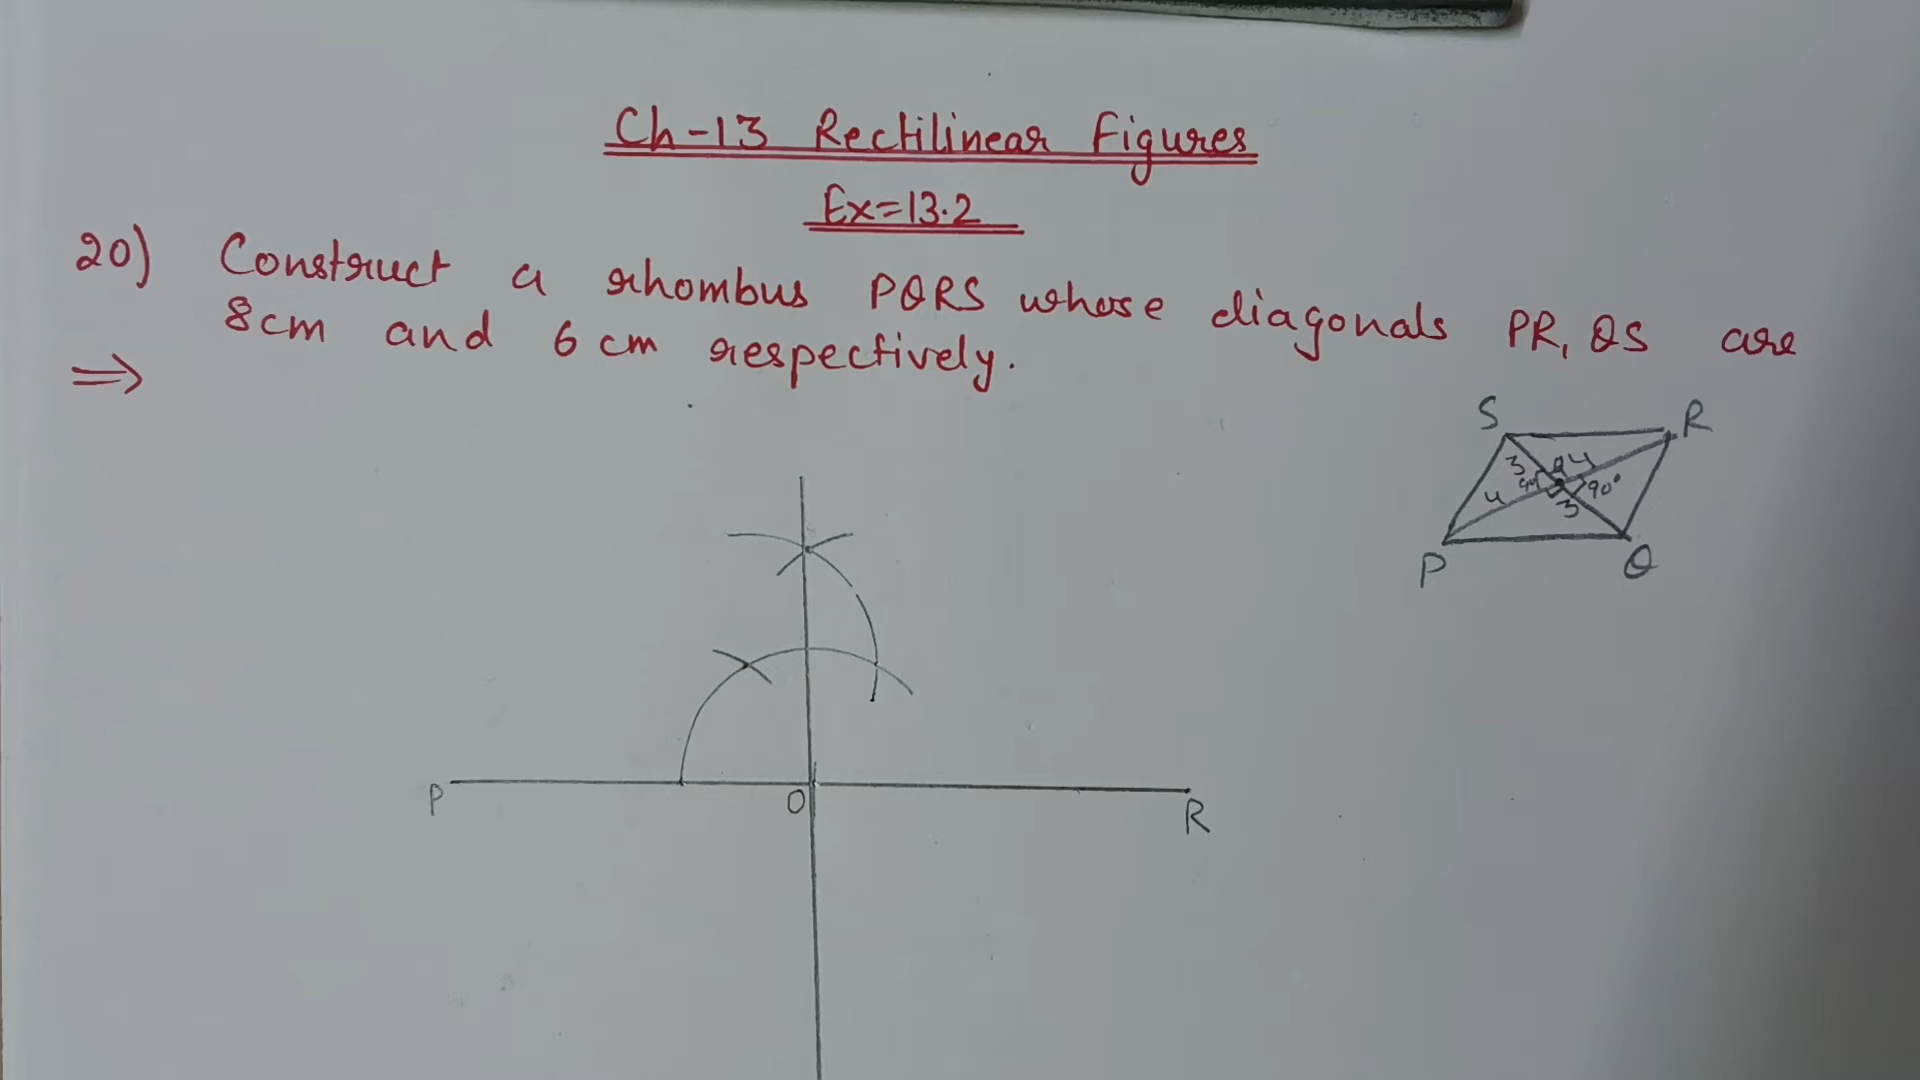 Ch-13 Rectilinear Figures
Ex=13.2
20) Construct a rhombus PQRS whose diagonals PR, QS are
8cm and 6 cm respectively.
⇒
S R
3 4
90° 90°
4 3
P Q
P O R